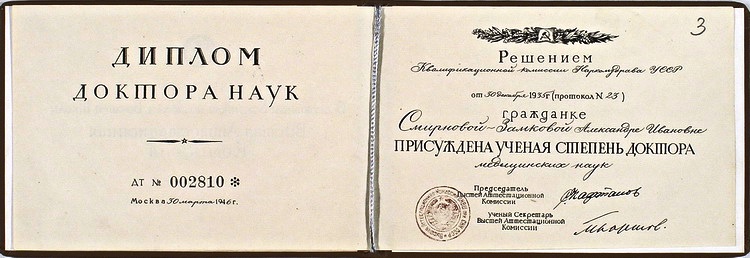 ДИПЛОМ
ДОКТОРА НАУК
ДТ № 002810 ✻
Москва 30 марта 1946 г.
3
Решением
Квалификационной комиссии Наркомздрава УССР
от 30 декабря 1935 г (протокол N 25)
гражданке
Смирновой-Замковой Александре Ивановне
ПРИСУЖДЕНА УЧЕНАЯ СТЕПЕНЬ ДОКТОРА
медицинских наук
Председатель
Высшей Аттестационной
Комиссии
ученый Секретарь
Высшей Аттестационной
Комиссии